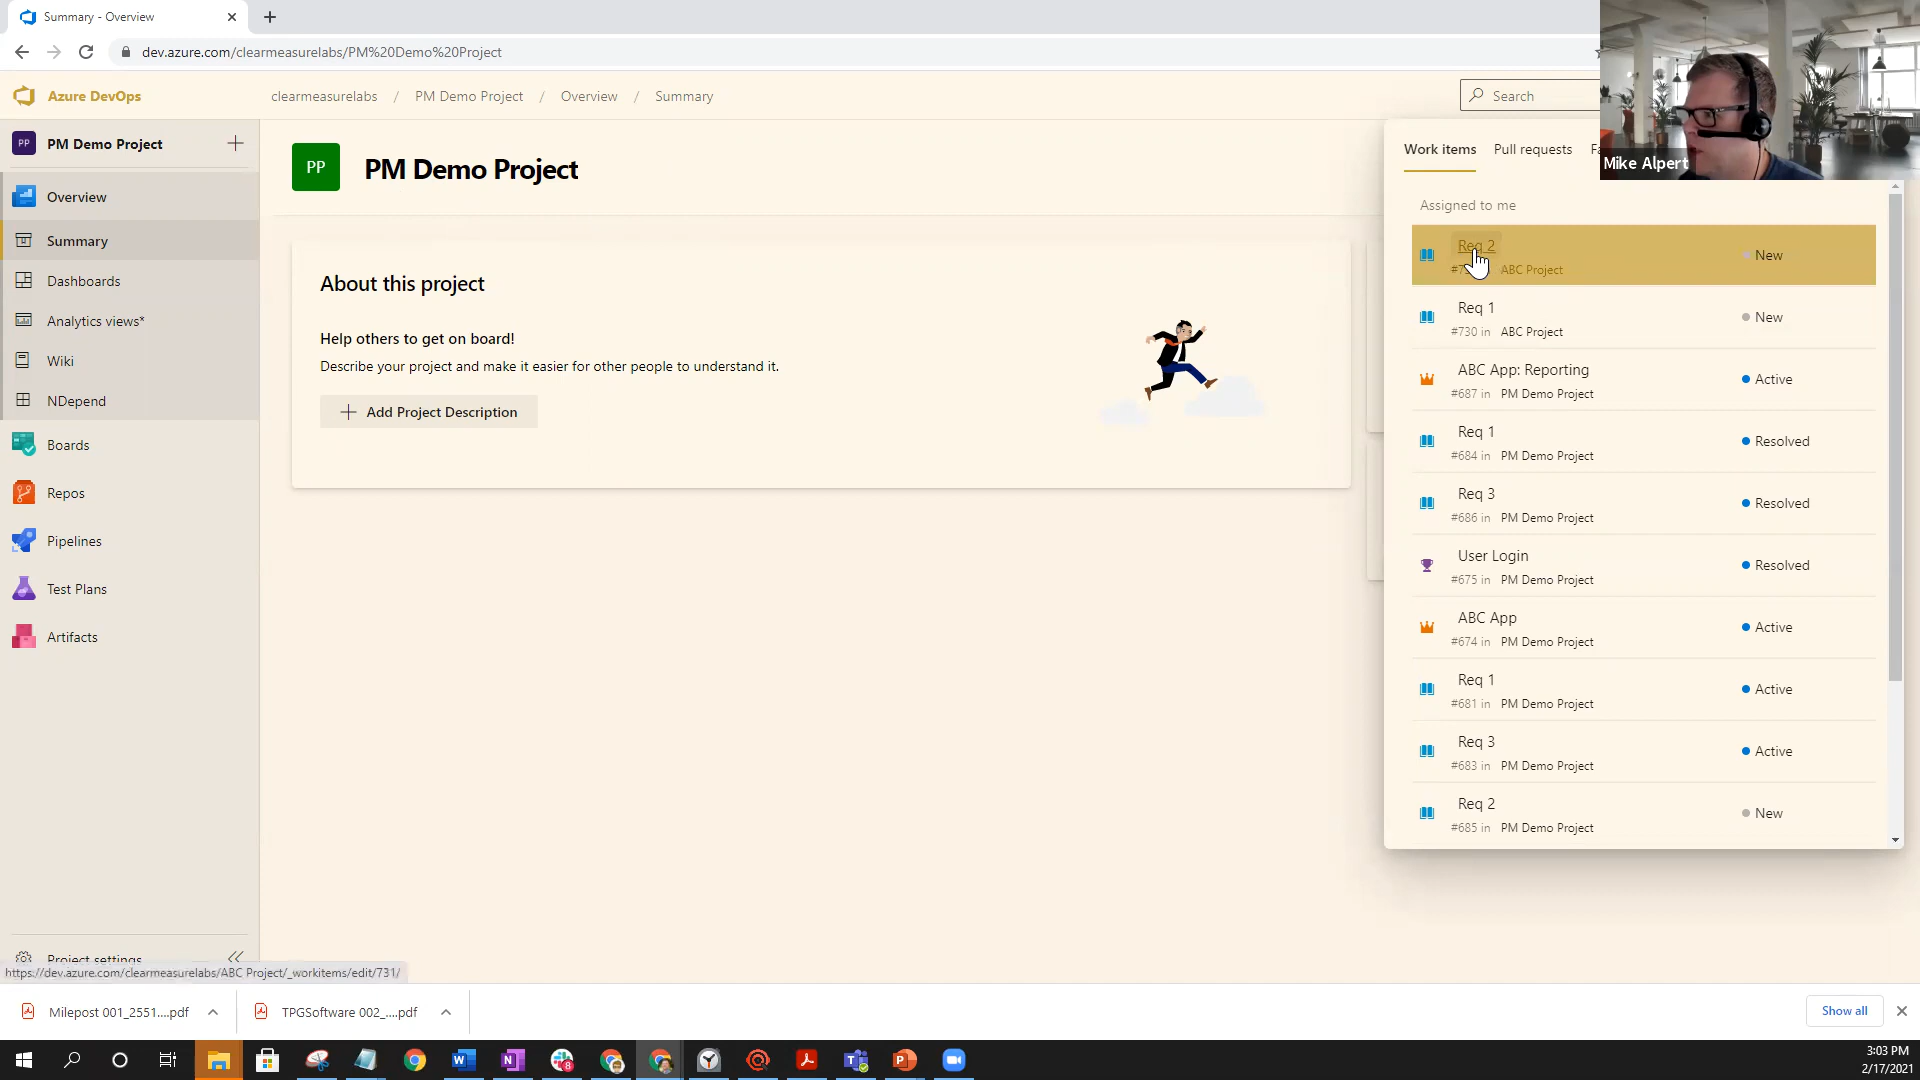 Summary - Overview
dev.azure.com/clearmeasurelabs/PM%20Demo%20Project
Azure DevOps
clearmeasurelabs / PM Demo Project / Overview / Summary
Search
PP PM Demo Project
Overview
Summary
Dashboards
Analytics views*
Wiki
NDepend
Boards
Repos
Pipelines
Test Plans
Artifacts
Project settings
https://dev.azure.com/clearmeasurelabs/ABC Project/_workitems/edit/731/
PP PM Demo Project
About this project
Help others to get on board!
Describe your project and make it easier for other people to understand it.
Add Project Description
Mike Alpert
Work items Pull requests
Assigned to me
Req 2
ABC Project
New
Req 1
#730 in ABC Project
New
ABC App: Reporting
#687 in PM Demo Project
Active
Req 1
#684 in PM Demo Project
Resolved
Req 3
#686 in PM Demo Project
Resolved
User Login
#675 in PM Demo Project
Resolved
ABC App
#674 in PM Demo Project
Active
Req 1
#681 in PM Demo Project
Active
Req 3
#683 in PM Demo Project
Active
Req 2
#685 in PM Demo Project
New
Milepost 001_2551....pdf
TPGSoftware 002_....pdf
Show all
3:03 PM
2/17/2021